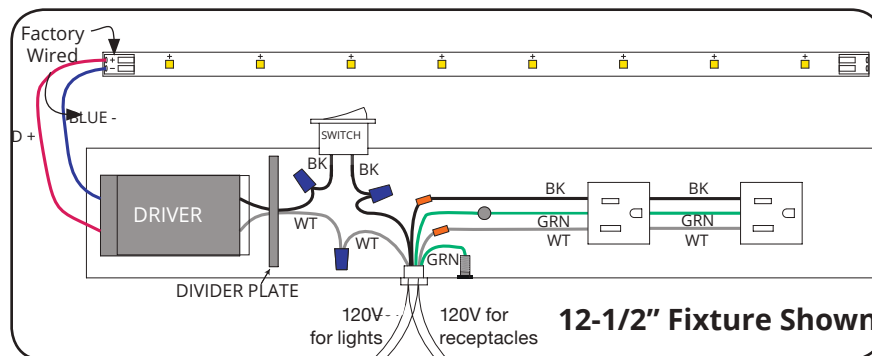 Factory
Wired
+
−
+ + + + + + + +
BLUE -
D +
SWITCH
BK
BK
DRIVER
WT
WT
BK
BK
GRN
GRN
WT
WT
GRN
DIVIDER PLATE
120V
for lights
120V for
receptacles
12-1/2” Fixture Shown